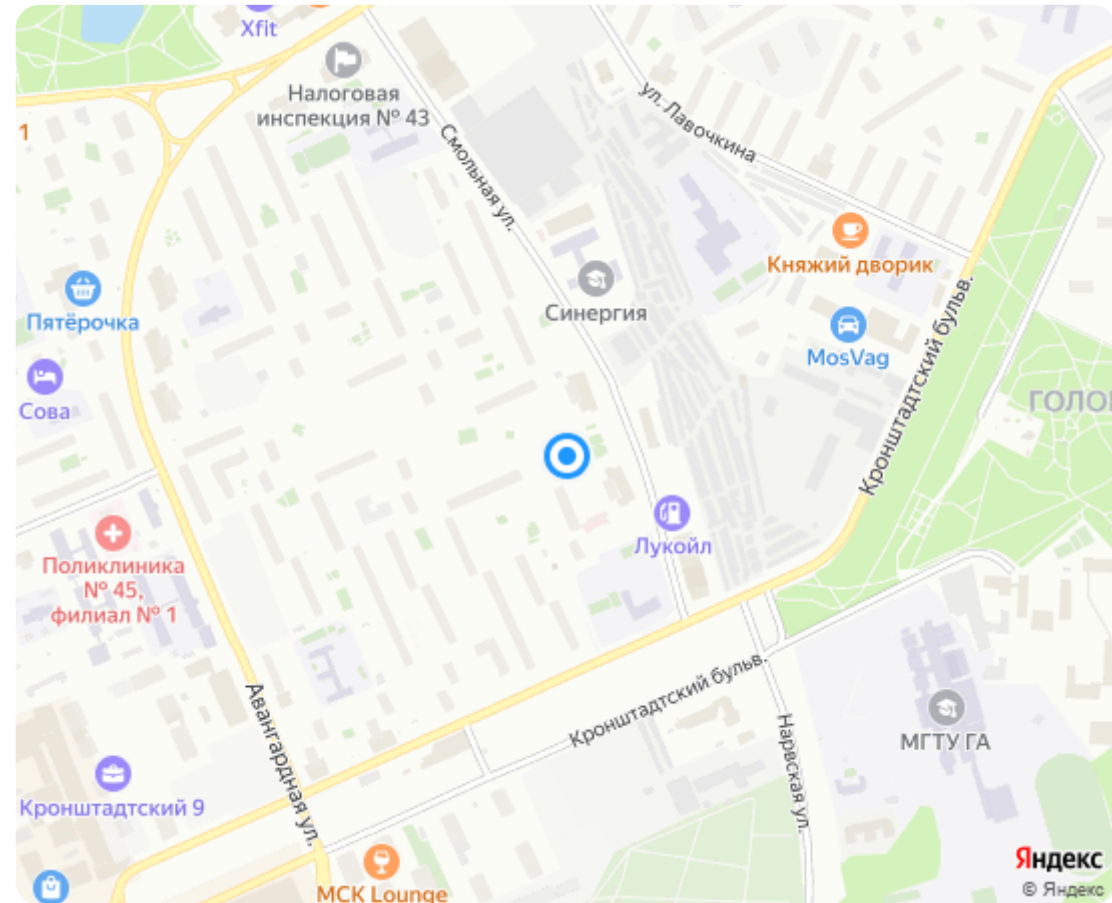 Xfit
Налоговая
инспекция № 43
1
ул. Лавочкина
Смольная ул.
Княжий дворик
Синергия
Пятёрочка
MosVag
Сова
Кронштадтский бульв.
ГОЛОВ
Лукойл
Поликлиника
№ 45,
филиал № 1
Кронштадтский бульв.
Авангардная ул.
Нарвская ул.
МГТУ ГА
Кронштадтский 9
MCK Lounge
Яндекс
© Яндекс